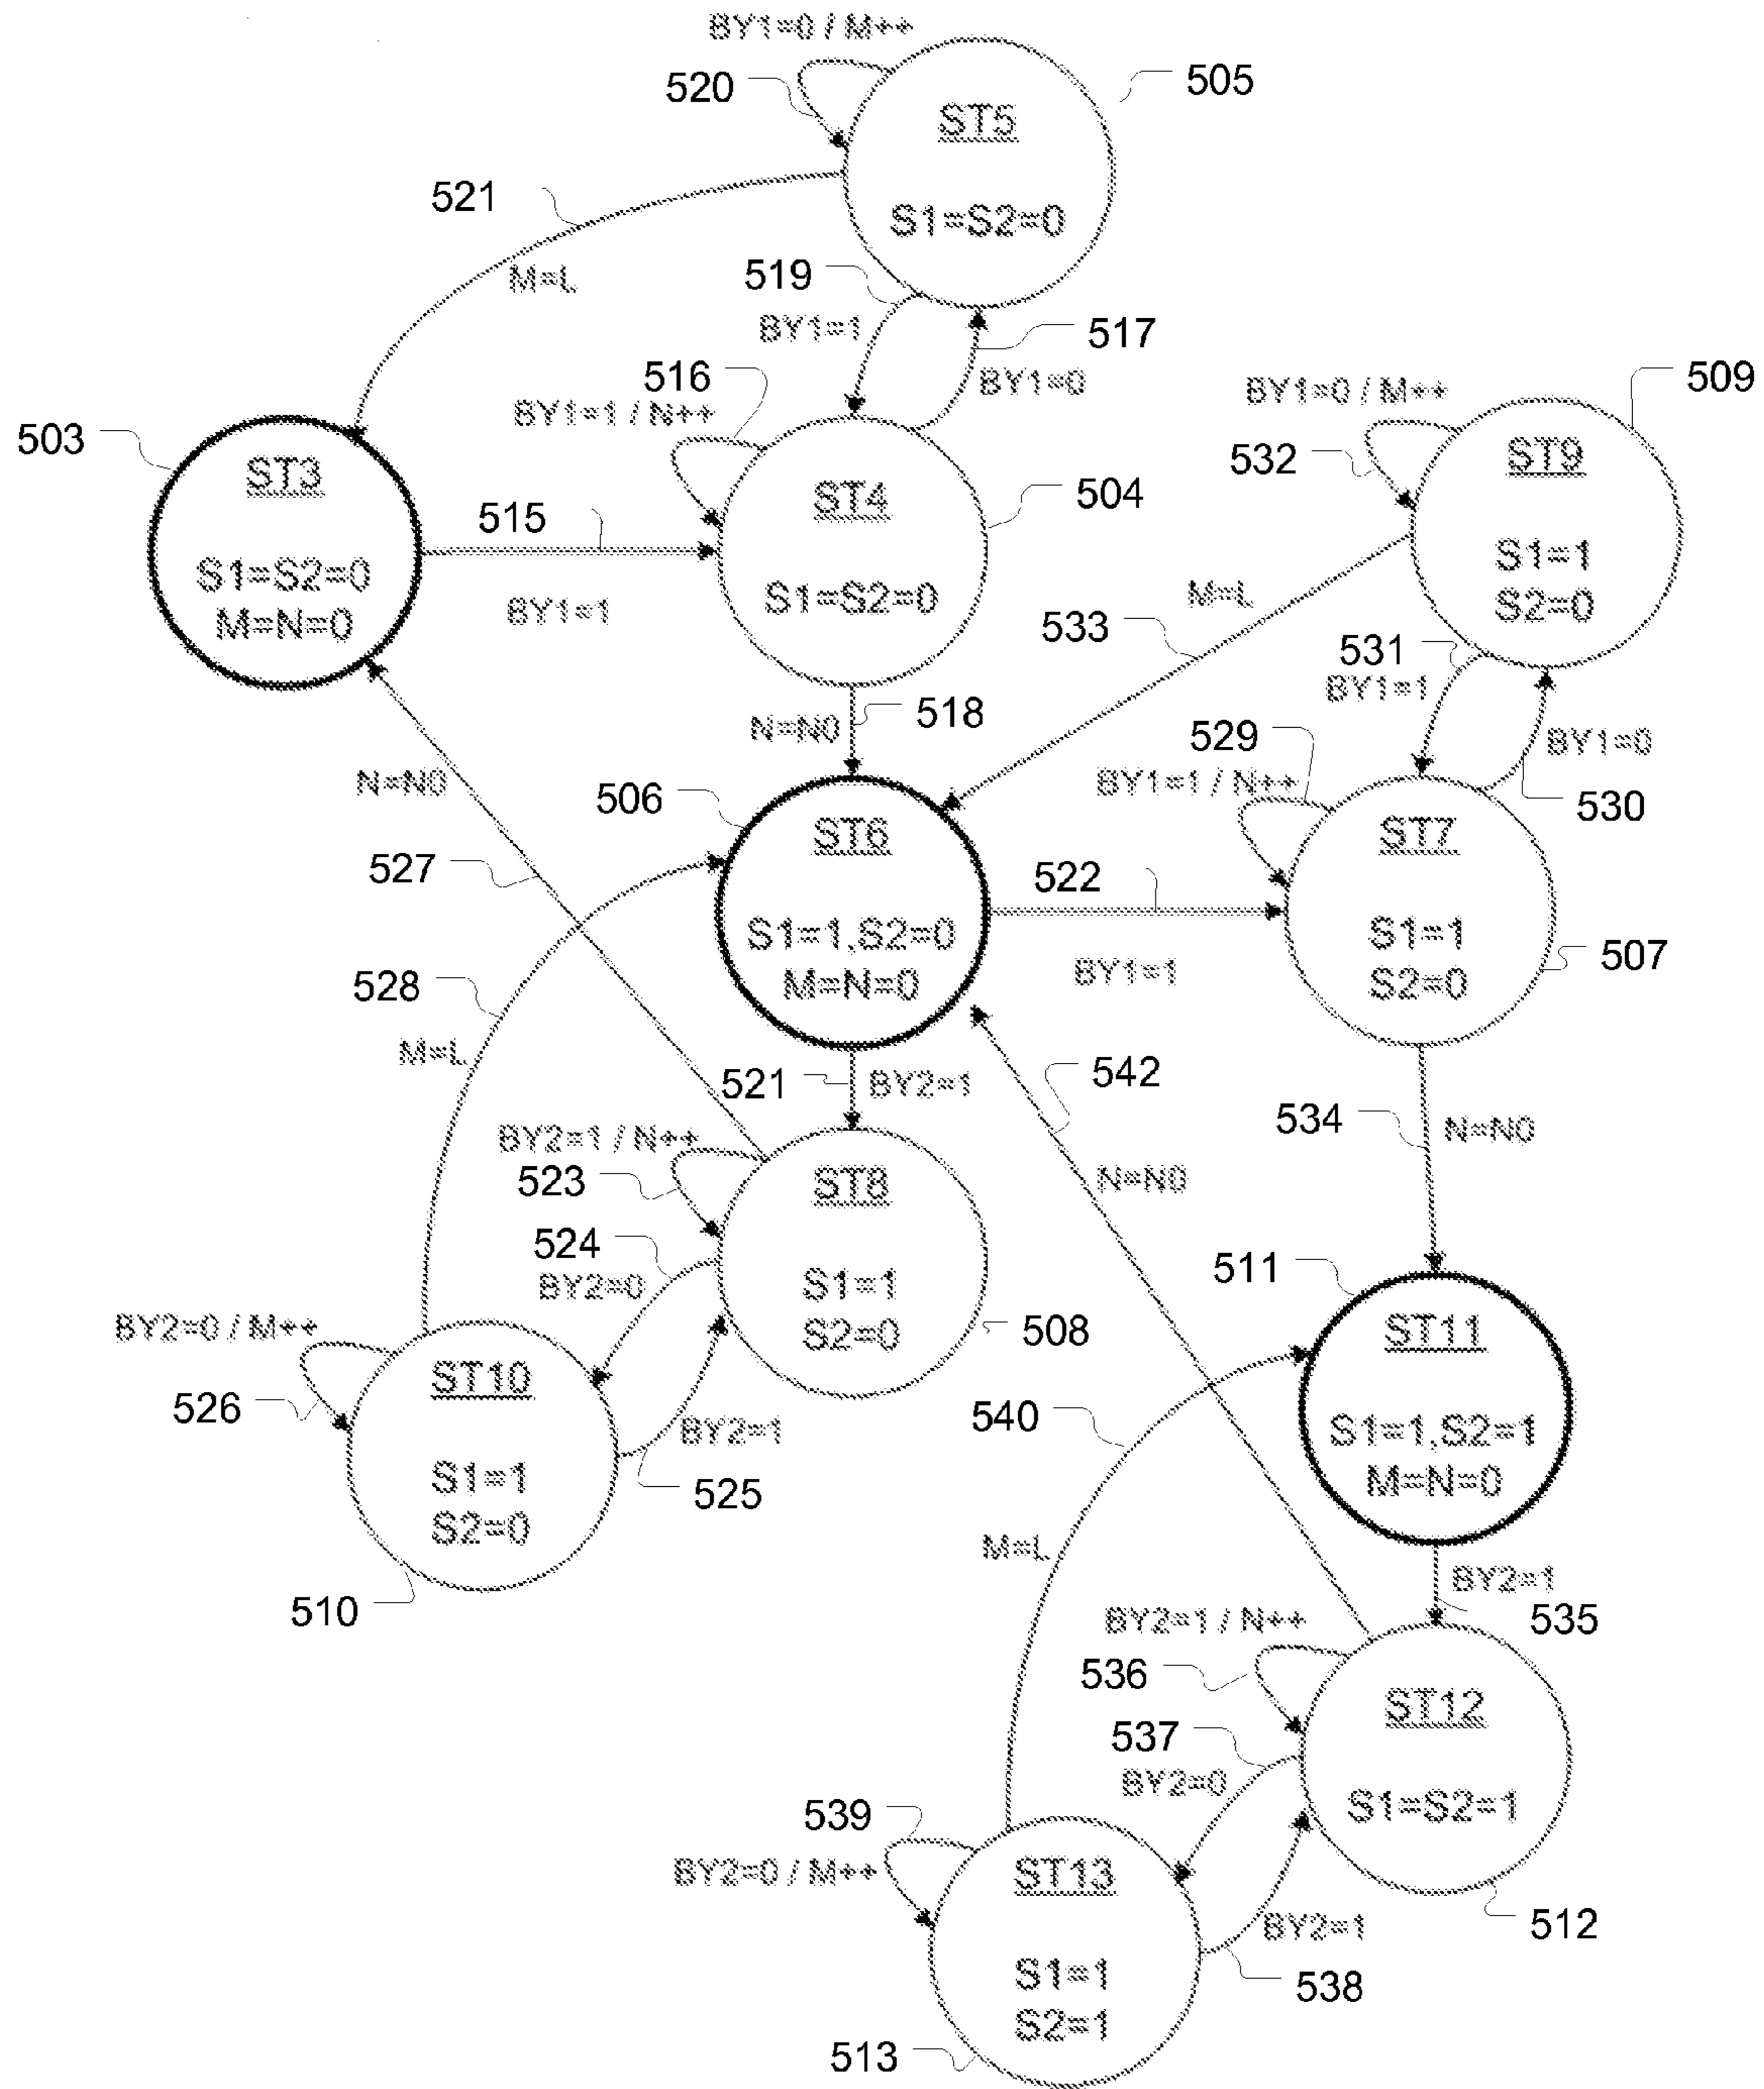 BY1=0 / M++
520
505
ST5
S1=S2=0
521
M=L
519
BY1=1
517
BY1=0
516
BY1=1 / N++
503
ST3
S1=S2=0
M=N=0
515
BY1=1
ST4
S1=S2=0
504
BY1=0 / M++
532
509
ST9
S1=1
S2=0
533
M=L
531
BY1=1
530
BY1=0
518
N=N0
529
BY1=1 / N++
N=N0
527
506
ST6
S1=1,S2=0
M=N=0
522
BY1=1
ST7
S1=1
S2=0
507
528
M=L
521
BY2=1
542
N=N0
534
N=N0
BY2=1 / N++
523
524
BY2=0
ST8
S1=1
S2=0
508
511
ST11
S1=1,S2=1
M=N=0
BY2=0 / M++
526
ST10
S1=1
S2=0
510
BY2=1
525
540
M=L
BY2=1
535
BY2=1 / N++
536
537
BY2=0
ST12
S1=S2=1
512
539
BY2=0 / M++
ST13
S1=1
S2=1
513
BY2=1
538